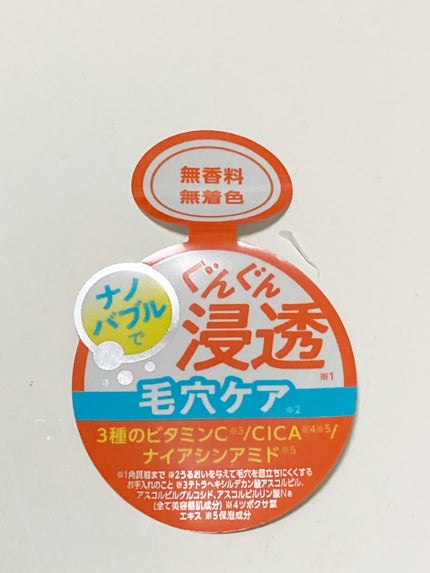 無香料
無着色
ナノ
バブルで
ぐんぐん
浸透※1
毛穴ケア※2
3種のビタミンC※3/CICA※4※5/
ナイアシンアミド※5
※1角質層まで ※2うるおいを与えて毛穴を目立ちにくくする
お手入れのこと ※3テトラヘキシルデカン酸アスコルビル、
アスコルビルグルコシド、アスコルビルリン酸Na
(全て美容整肌成分) ※4ツボクサ葉
エキス ※5保湿成分